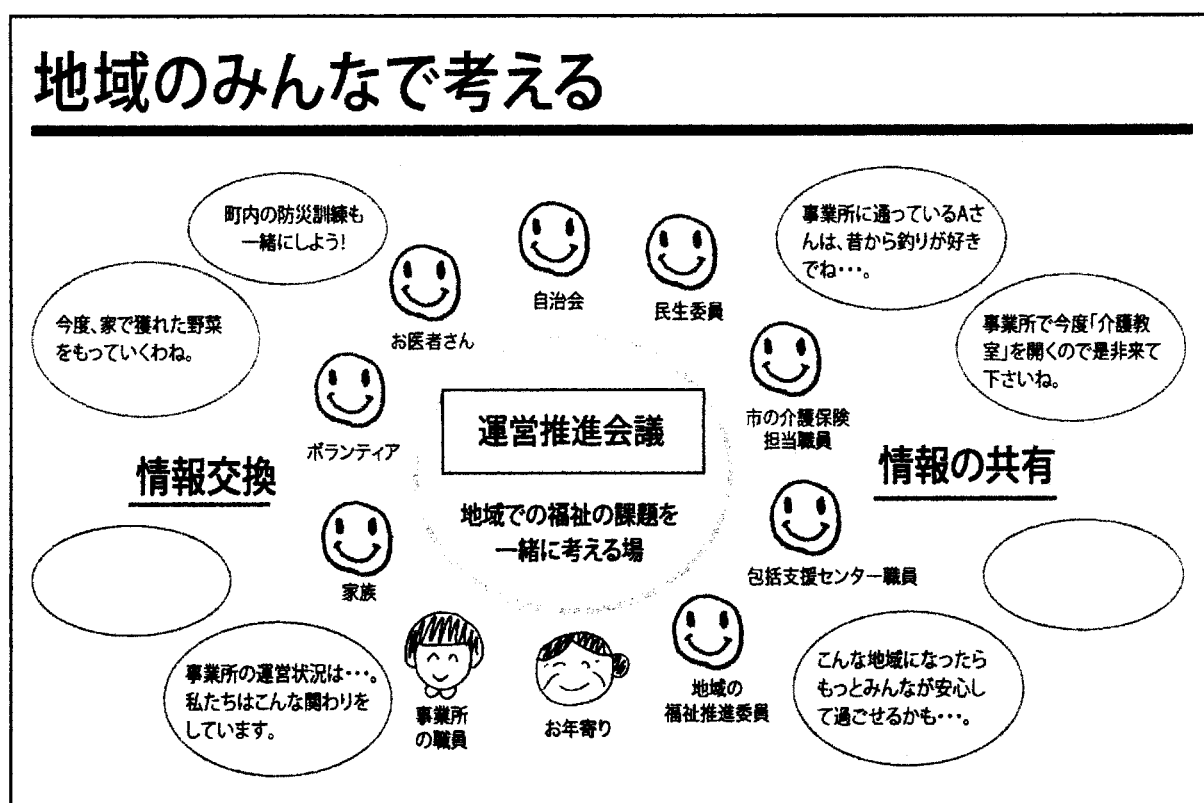 地域のみんなで考える
町内の防災訓練も
一緒にしよう!
今度、家で獲れた野菜
をもっていくわね。
お医者さん
自治会
民生委員
事業所に通っているAさ
んは、昔から釣りが好き
でね・・・。
事業所で今度「介護教
室」を開くので是非来て
下さいね。
ボランティア
運営推進会議
市の介護保険
担当職員
情報交換
情報の共有
地域での福祉の課題を
一緒に考える場
家族
包括支援センター職員
事業所の運営状況は・・・。
私たちはこんな関わりを
しています。
事業所
の職員
お年寄り
地域の
福祉推進委員
こんな地域になったら
もっとみんなが安心し
て過ごせるかも・・・。